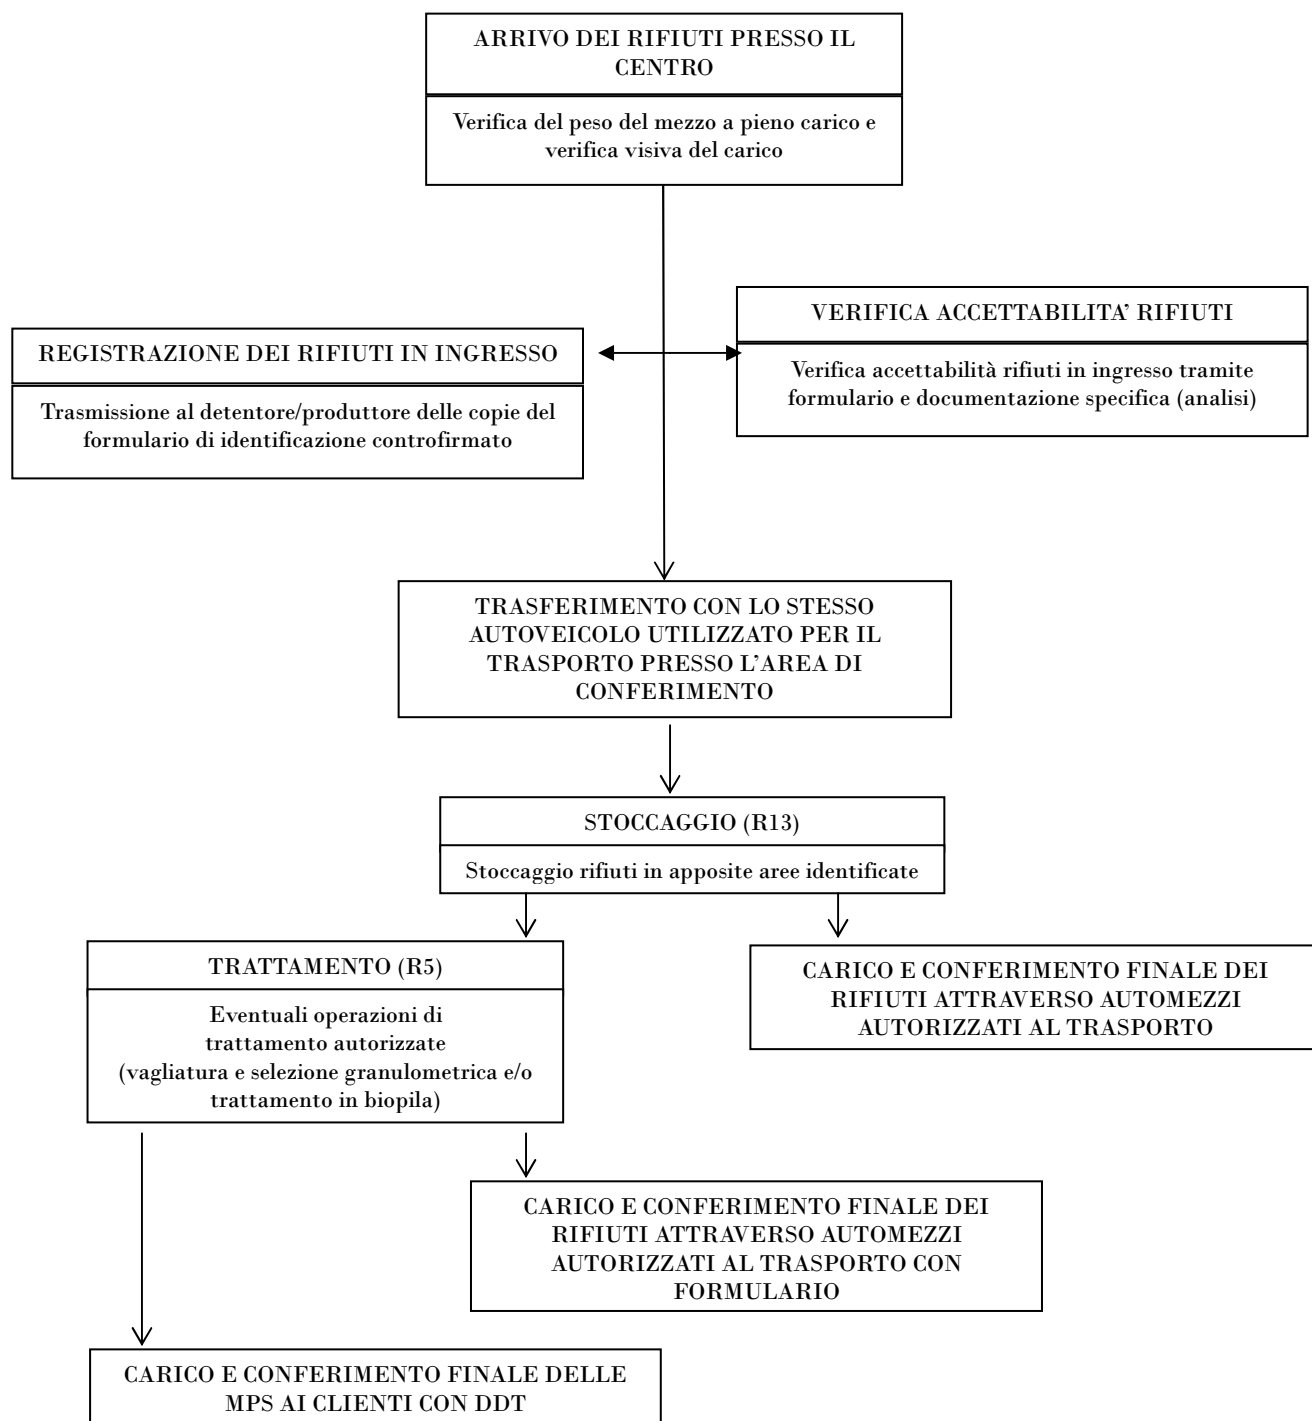 ARRIVO DEI RIFIUTI PRESSO IL
CENTRO
Verifica del peso del mezzo a pieno carico e
verifica visiva del carico
VERIFICA ACCETTABILITA’ RIFIUTI
Verifica accettabilità rifiuti in ingresso tramite
formulario e documentazione specifica (analisi)
REGISTRAZIONE DEI RIFIUTI IN INGRESSO
Trasmissione al detentore/produttore delle copie del
formulario di identificazione controfirmato
TRASFERIMENTO CON LO STESSO
AUTOVEICOLO UTILIZZATO PER IL
TRASPORTO PRESSO L’AREA DI
CONFERIMENTO
STOCCAGGIO (R13)
Stoccaggio rifiuti in apposite aree identificate
TRATTAMENTO (R5)
Eventuali operazioni di
trattamento autorizzate
(vagliatura e selezione granulometrica e/o
trattamento in biopila)
CARICO E CONFERIMENTO FINALE DEI
RIFIUTI ATTRAVERSO AUTOMEZZI
AUTORIZZATI AL TRASPORTO
CARICO E CONFERIMENTO FINALE DEI
RIFIUTI ATTRAVERSO AUTOMEZZI
AUTORIZZATI AL TRASPORTO CON
FORMULARIO
CARICO E CONFERIMENTO FINALE DELLE
MPS AI CLIENTI CON DDT